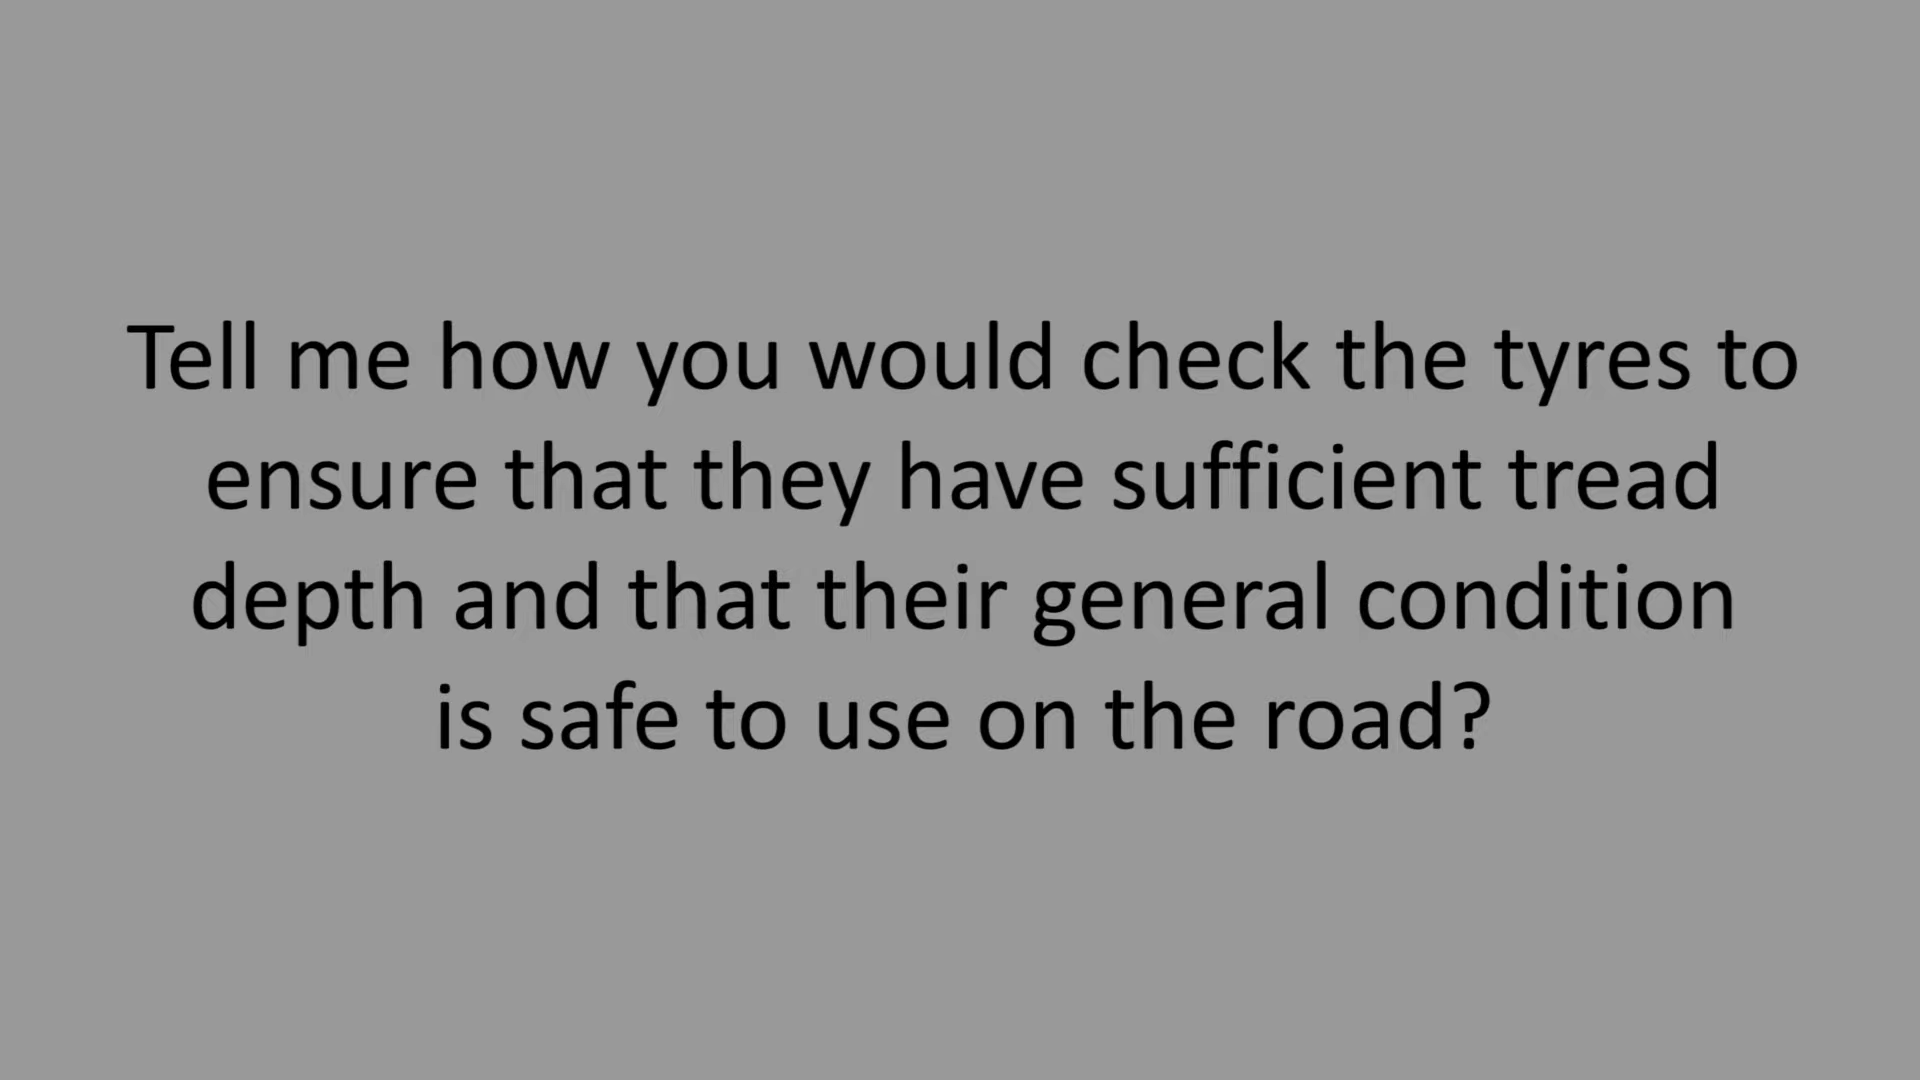 Tell me how you would check the tyres to
ensure that they have sufficient tread
depth and that their general condition
is safe to use on the road?